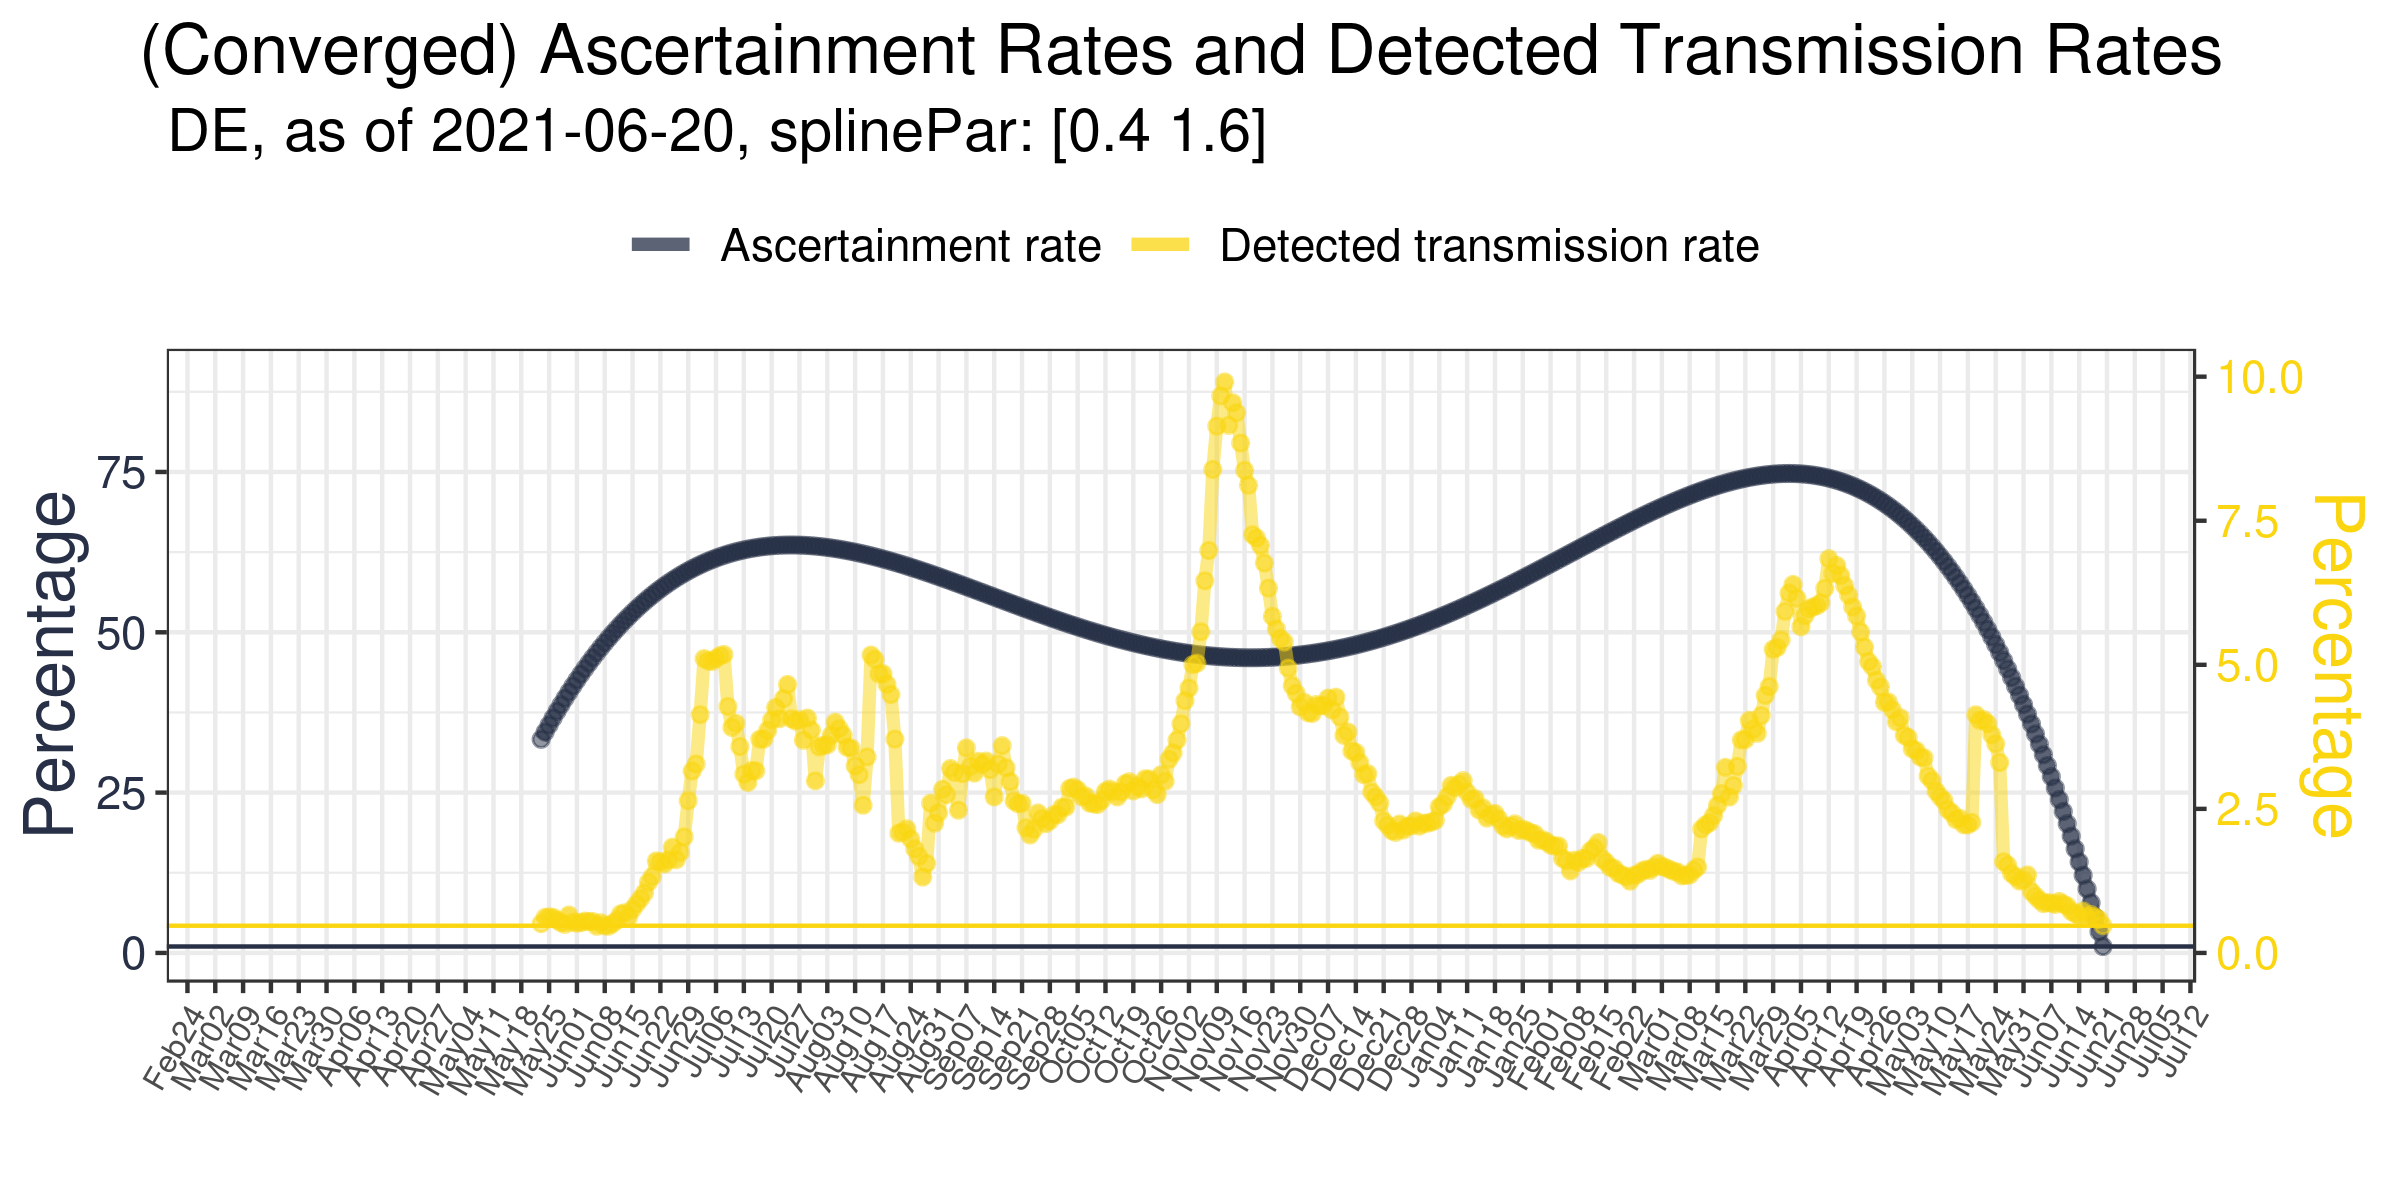 (Converged) Ascertainment Rates and Detected Transmission Rates
DE, as of 2021-06-20, splinePar: [0.4 1.6]
Ascertainment rate Detected transmission rate
Percentage
75
50
25
0
10.0
7.5
5.0
2.5
0.0
Percentage
Feb24 Mar02 Mar09 Mar16 Mar23 Mar30 Apr06 Apr13 Apr20 Apr27 May04 May11 May18 May25 Jun01 Jun08 Jun15 Jun22 Jun29 Jul06 Jul13 Jul20 Jul27 Aug03 Aug10 Aug17 Aug24 Aug31 Sep07 Sep14 Sep21 Sep28 Oct05 Oct12 Oct19 Oct26 Nov02 Nov09 Nov16 Nov23 Nov30 Dec07 Dec14 Dec21 Dec28 Jan04 Jan11 Jan18 Jan25 Feb01 Feb08 Feb15 Feb22 Mar01 Mar08 Mar15 Mar22 Mar29 Apr05 Apr12 Apr19 Apr26 May03 May10 May17 May24 May31 Jun07 Jun14 Jun21 Jun28 Jul05 Jul12